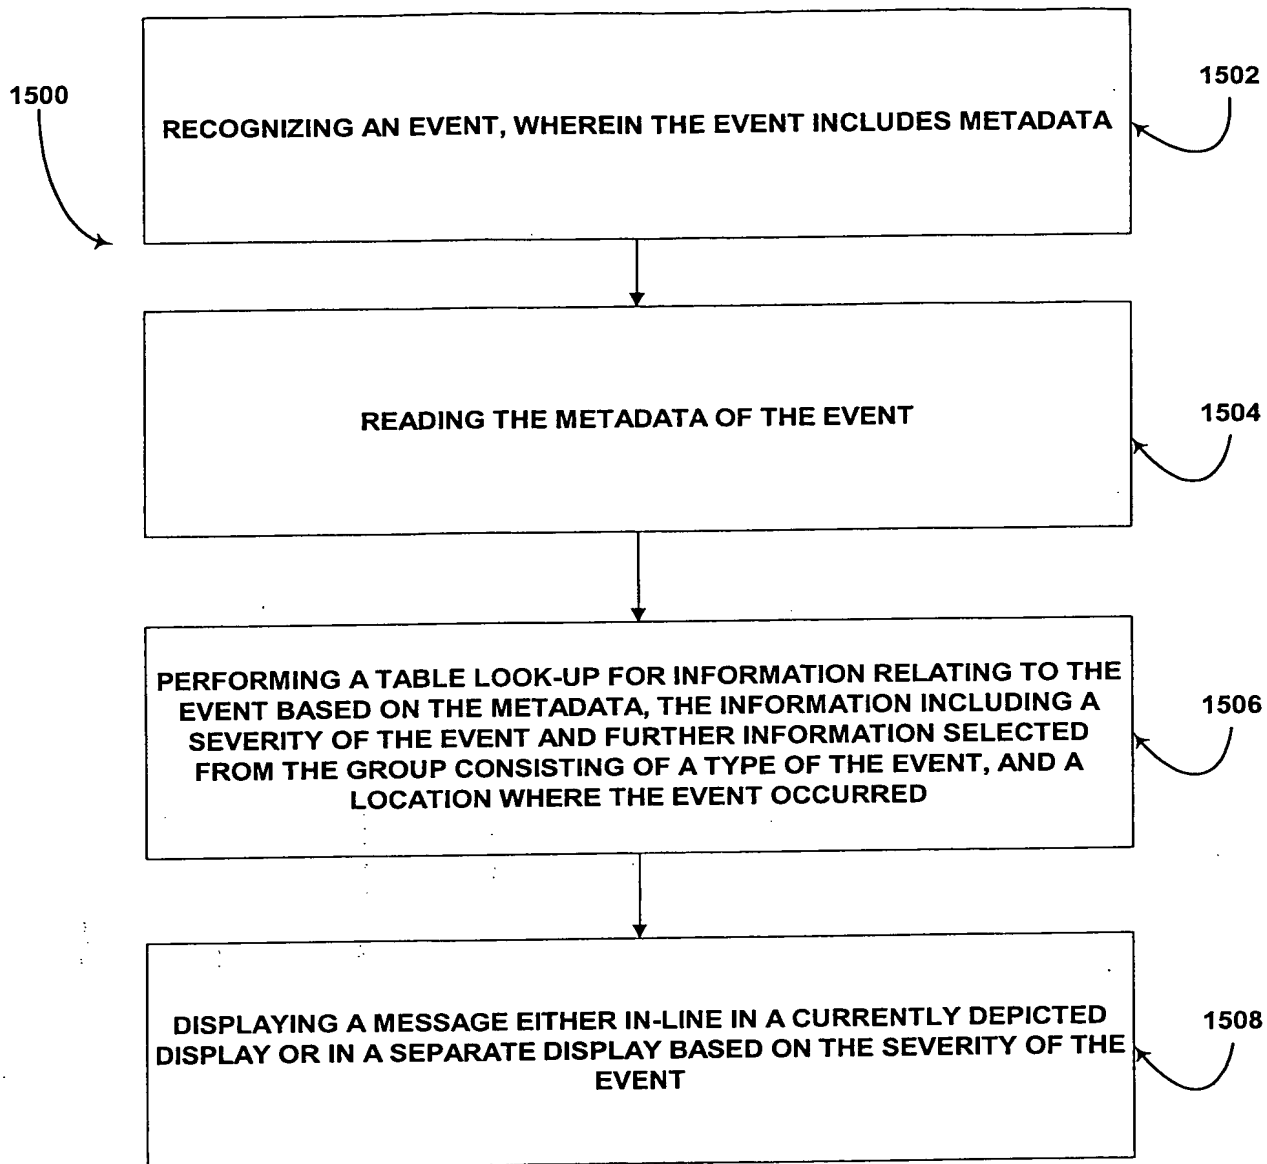 1500
1502
RECOGNIZING AN EVENT, WHEREIN THE EVENT INCLUDES METADATA
READING THE METADATA OF THE EVENT
1504
PERFORMING A TABLE LOOK-UP FOR INFORMATION RELATING TO THE
EVENT BASED ON THE METADATA, THE INFORMATION INCLUDING A
SEVERITY OF THE EVENT AND FURTHER INFORMATION SELECTED
FROM THE GROUP CONSISTING OF A TYPE OF THE EVENT, AND A
LOCATION WHERE THE EVENT OCCURRED
1506
DISPLAYING A MESSAGE EITHER IN-LINE IN A CURRENTLY DEPICTED
DISPLAY OR IN A SEPARATE DISPLAY BASED ON THE SEVERITY OF THE
EVENT
1508